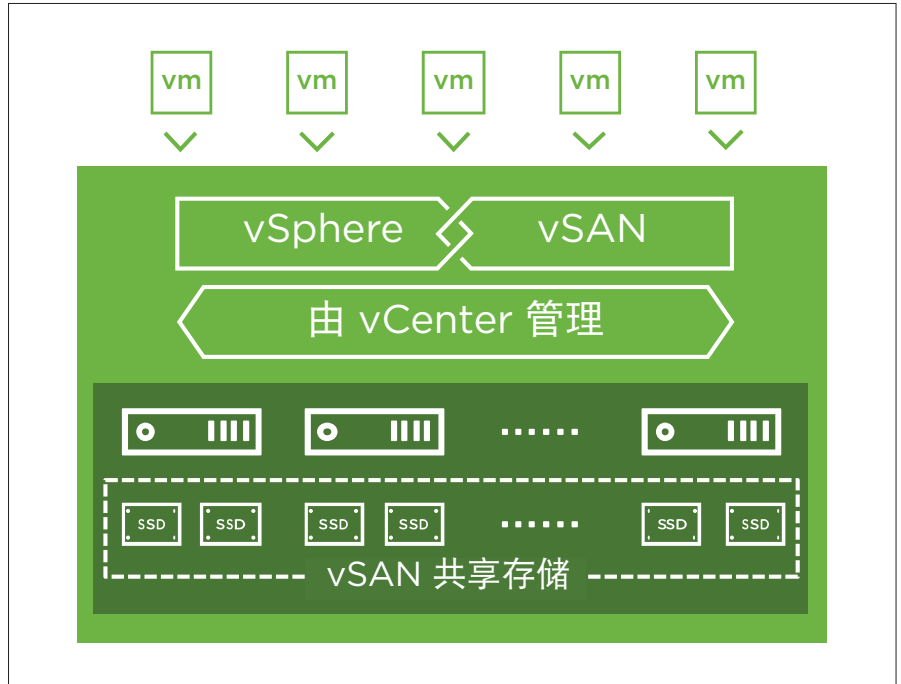 vm vm vm vm vm
vSphere vSAN
由 vCenter 管理
SSD SSD SSD SSD SSD SSD
vSAN 共享存储